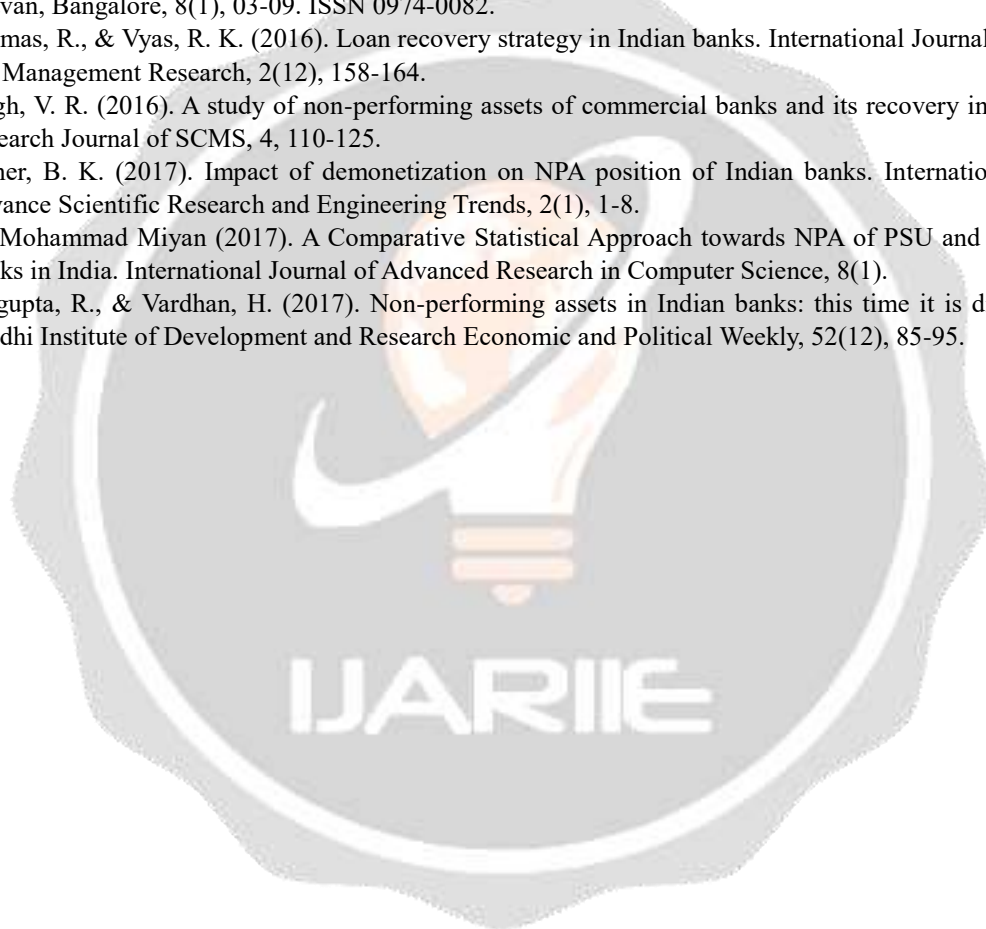 van, Bangalore, 8(1), 03-09. ISSN 0974-0082.
mas, R., & Vyas, R. K. (2016). Loan recovery strategy in Indian banks. International Journal
Management Research, 2(12), 158-164.
gh, V. R. (2016). A study of non-performing assets of commercial banks and its recovery in
earch Journal of SCMS, 4, 110-125.
ner, B. K. (2017). Impact of demonetization on NPA position of Indian banks. Internatio
vance Scientific Research and Engineering Trends, 2(1), 1-8.
Mohammad Miyan (2017). A Comparative Statistical Approach towards NPA of PSU and
ks in India. International Journal of Advanced Research in Computer Science, 8(1).
gupta, R., & Vardhan, H. (2017). Non-performing assets in Indian banks: this time it is d
dhi Institute of Development and Research Economic and Political Weekly, 52(12), 85-95.
IJARIIE